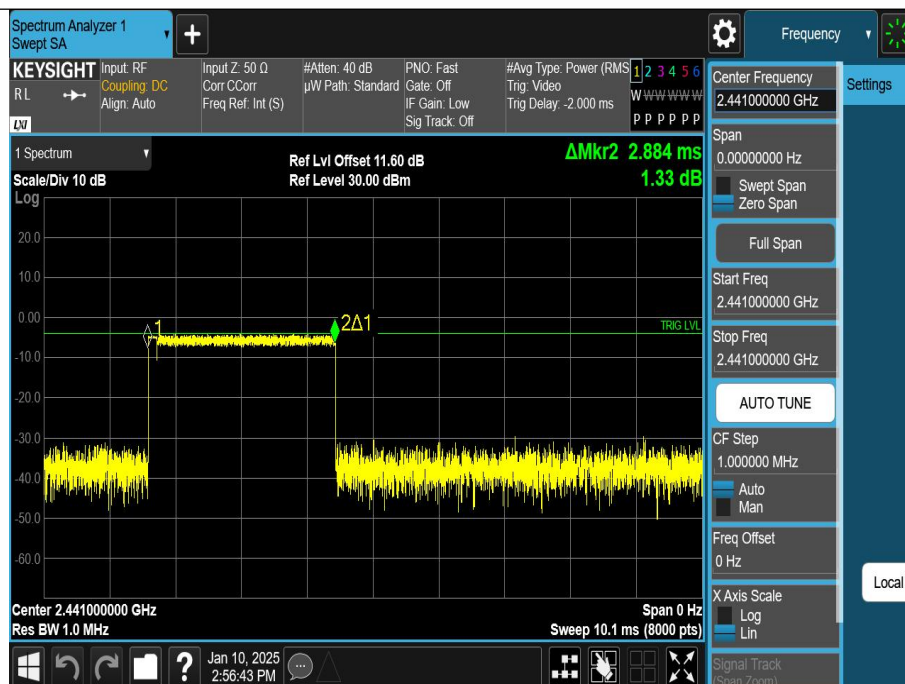 Spectrum Analyzer 1
Swept SA
Frequency
KEYSIGHT
RL
LXI
Input: RF
Coupling: DC
Align: Auto
Input Z: 50 Ω
Corr CCorr
Freq Ref: Int (S)
#Atten: 40 dB
µW Path: Standard
PNO: Fast
Gate: Off
IF Gain: Low
Sig Track: Off
#Avg Type: Power (RMS
Trig: Video
Trig Delay: -2.000 ms
1 2 3 4 5 6
W W W W W W
P P P P P P
1 Spectrum
Scale/Div 10 dB
Log
Ref Lvl Offset 11.60 dB
Ref Level 30.00 dBm
ΔMkr2 2.884 ms
1.33 dB
20.0
10.0
0.00
-10.0
-20.0
-30.0
-40.0
-50.0
-60.0
1
2Δ1
TRIG LVL
Center 2.441000000 GHz
Res BW 1.0 MHz
Span 0 Hz
Sweep 10.1 ms (8000 pts)
Center Frequency
2.441000000 GHz
Settings
Span
0.00000000 Hz
Swept Span
Zero Span
Full Span
Start Freq
2.441000000 GHz
Stop Freq
2.441000000 GHz
AUTO TUNE
CF Step
1.000000 MHz
Auto
Man
Freq Offset
0 Hz
X Axis Scale
Log
Lin
Local
Signal Track
(Span Zoom)
?
Jan 10, 2025
2:56:43 PM